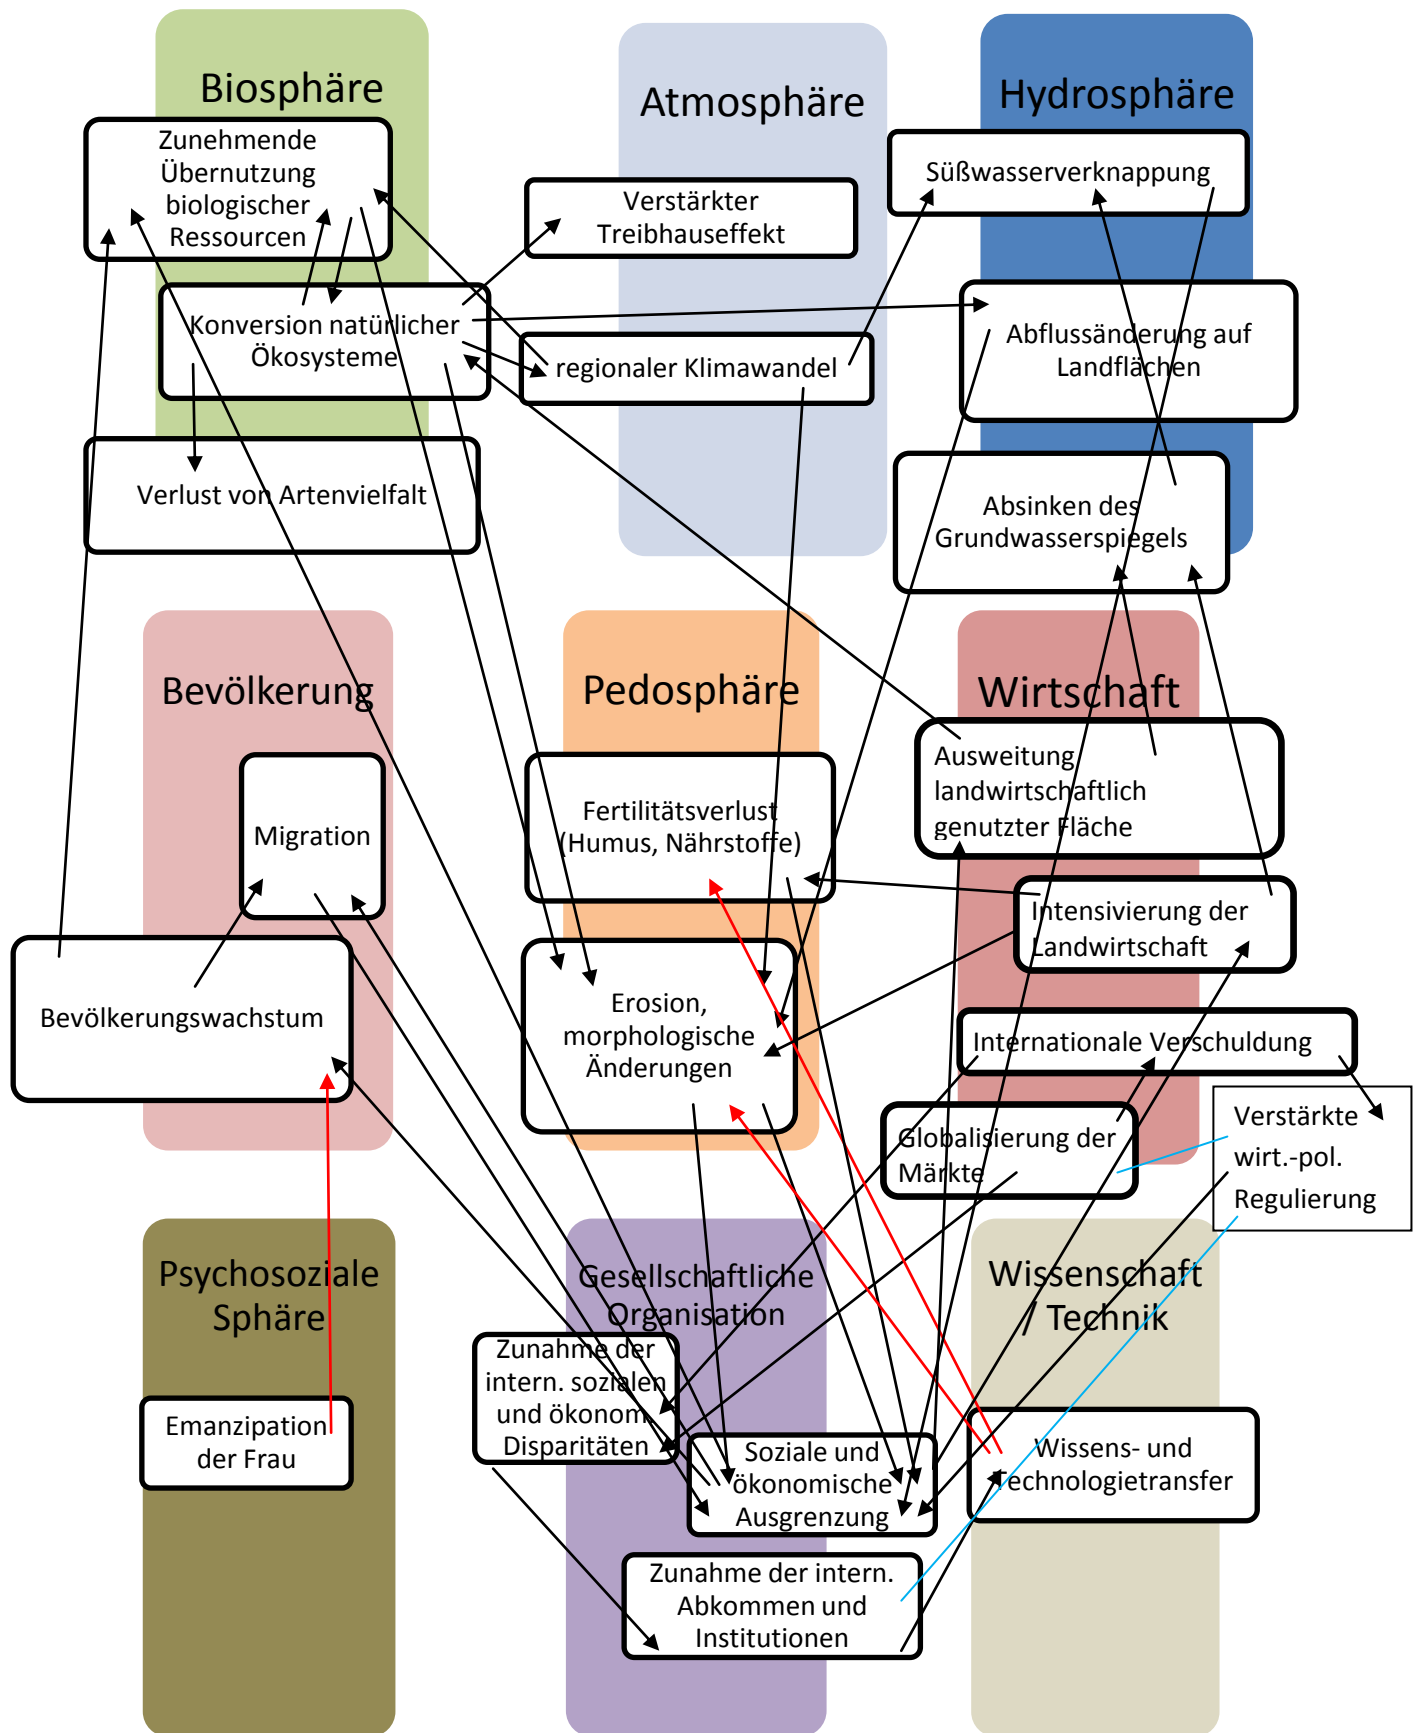 Biosphäre
Zunehmende
Übernutzung
biologischer
Ressourcen
Konversion natürlicher
Ökosysteme
Verlust von Artenvielfalt
Atmosphäre
Verstärkter
Treibhauseffekt
regionaler Klimawandel
Hydrosphäre
Süßwasserverknappung
Abflussänderung auf
Landflächen
Absinken des
Grundwasserspiegels
Bevölkerung
Migration
Bevölkerungswachstum
Pedosphäre
Fertilitätsverlust
(Humus, Nährstoffe)
Erosion,
morphologische
Änderungen
Wirtschaft
Ausweitung
landwirtschaftlich
genutzter Fläche
Intensivierung der
Landwirtschaft
Internationale Verschuldung
Globalisierung der
Märkte
Verstärkte
wirt.-pol.
Regulierung
Psychosoziale
Sphäre
Emanzipation
der Frau
Gesellschaftliche
Organisation
Zunahme der
intern. sozialen
und ökonom.
Disparitäten
Soziale und
ökonomische
Ausgrenzung
Zunahme der intern.
Abkommen und
Institutionen
Wissenschaft
/ Technik
Wissens- und
Technologietransfer